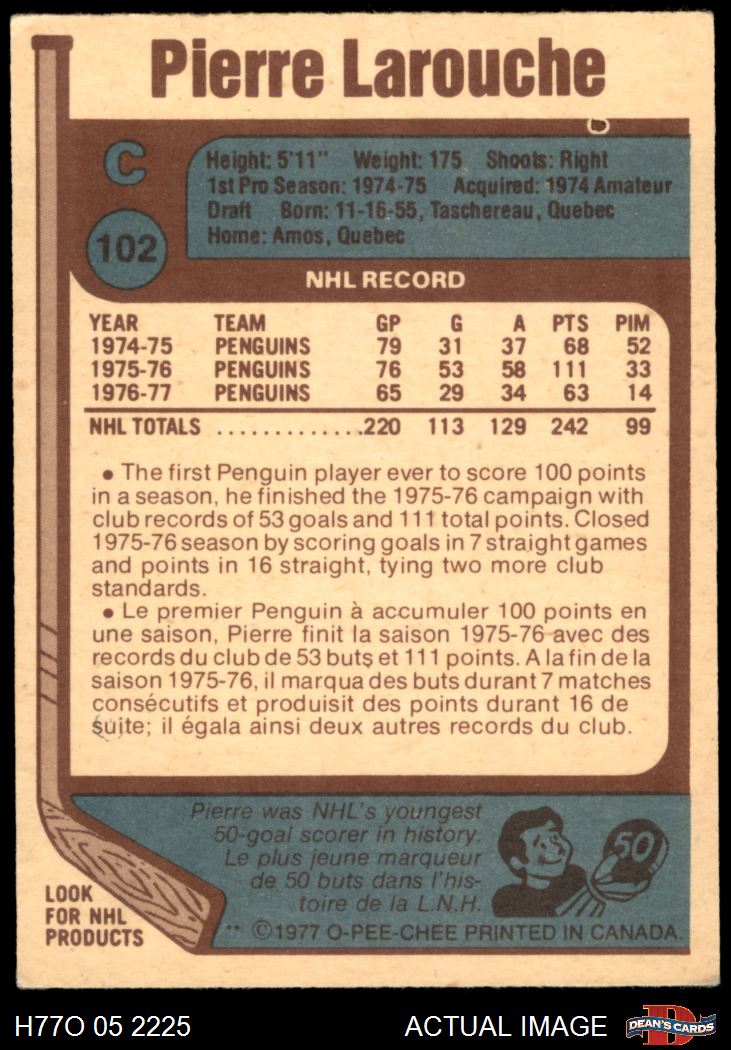 Pierre Larouche
C
Height: 5'11" Weight: 175 Shoots: Right
1st Pro Season: 1974-75 Acquired: 1974 Amateur
Draft Born: 11-16-55, Taschereau, Quebec
Home: Amos, Quebec
102
NHL RECORD
YEAR TEAM GP G A PTS PIM
1974-75 PENGUINS 79 31 37 68 52
1975-76 PENGUINS 76 53 58 111 33
1976-77 PENGUINS 65 29 34 63 14
NHL TOTALS ..............220 113 129 242 99
• The first Penguin player ever to score 100 points
in a season, he finished the 1975-76 campaign with
club records of 53 goals and 111 total points. Closed
1975-76 season by scoring goals in 7 straight games
and points in 16 straight, tying two more club
standards.
• Le premier Penguin à accumuler 100 points en
une saison, Pierre finit la saison 1975-76 avec des
records du club de 53 buts et 111 points. A la fin de la
saison 1975-76, il marqua des buts durant 7 matches
consécutifs et produisit des points durant 16 de
suite; il égala ainsi deux autres records du club.
Pierre was NHL's youngest
50-goal scorer in history.
Le plus jeune marqueur
de 50 buts dans l'his-
toire de la L.N.H.
50
LOOK
FOR NHL
PRODUCTS
** ©1977 O-PEE-CHEE PRINTED IN CANADA.
H77O 05 2225 ACTUAL IMAGE D DEAN'S CARDS